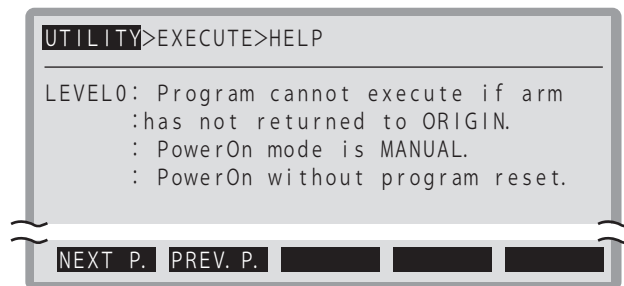 UTILITY>EXECUTE>HELP
LEVEL0: Program cannot execute if arm
:has not returned to ORIGIN.
: PowerOn mode is MANUAL.
: PowerOn without program reset.
NEXT P. PREV. P.